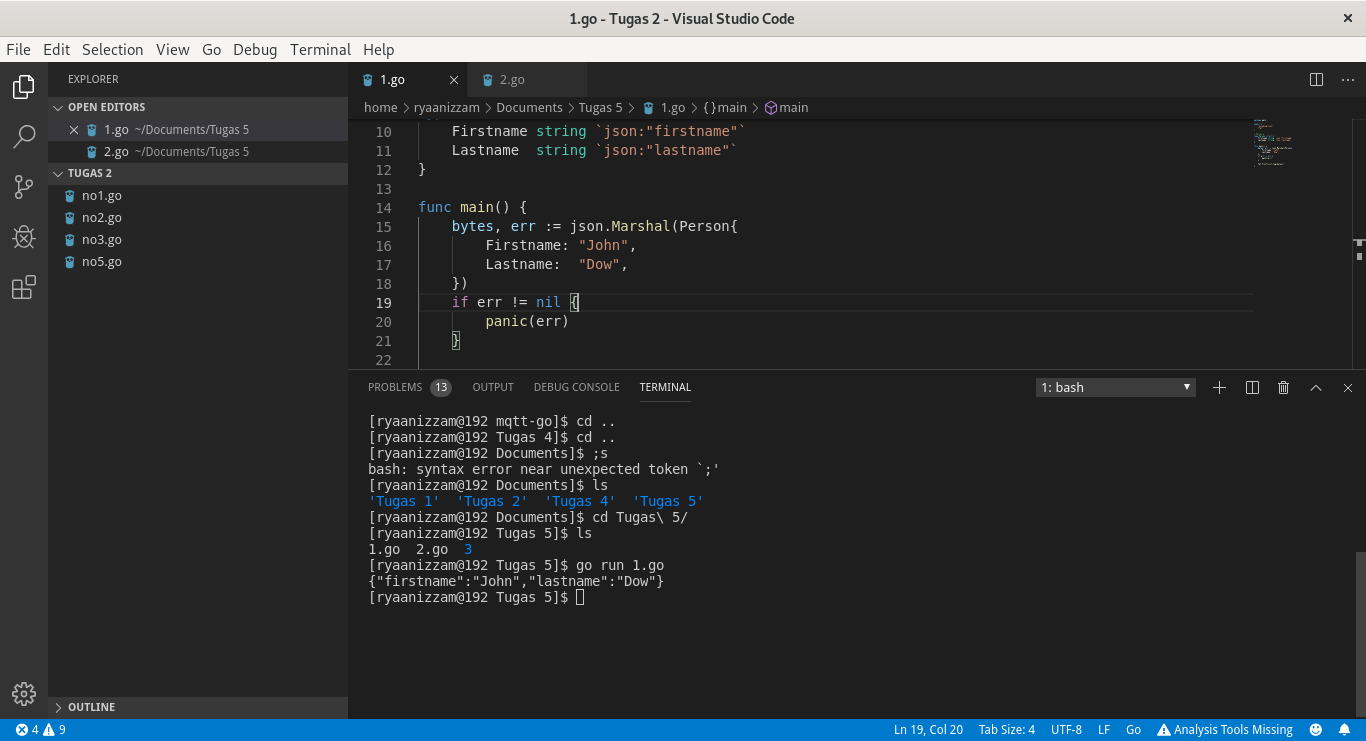 1.go - Tugas 2 - Visual Studio Code
File Edit Selection View Go Debug Terminal Help
EXPLORER
OPEN EDITORS
1.go ~/Documents/Tugas 5
2.go ~/Documents/Tugas 5
TUGAS 2
no1.go
no2.go
no3.go
no5.go
OUTLINE
1.go 2.go
home > ryaanizzam > Documents > Tugas 5 > 1.go > {} main > main
10 Firstname string `json:"firstname"`
11 Lastname  string `json:"lastname"`
12 }
13
14 func main() {
15 bytes, err := json.Marshal(Person{
16 Firstname: "John",
17 Lastname:  "Dow",
18 })
19 if err != nil {
20 panic(err)
21 }
22
PROBLEMS 13 OUTPUT DEBUG CONSOLE TERMINAL 1: bash
[ryaanizzam@192 mqtt-go]$ cd ..
[ryaanizzam@192 Tugas 4]$ cd ..
[ryaanizzam@192 Documents]$ ;s
bash: syntax error near unexpected token `;'
[ryaanizzam@192 Documents]$ ls
'Tugas 1'  'Tugas 2'  'Tugas 4'  'Tugas 5'
[ryaanizzam@192 Documents]$ cd Tugas\ 5/
[ryaanizzam@192 Tugas 5]$ ls
1.go  2.go  3
[ryaanizzam@192 Tugas 5]$ go run 1.go
{"firstname":"John","lastname":"Dow"}
[ryaanizzam@192 Tugas 5]$
4 9 Ln 19, Col 20 Tab Size: 4 UTF-8 LF Go Analysis Tools Missing